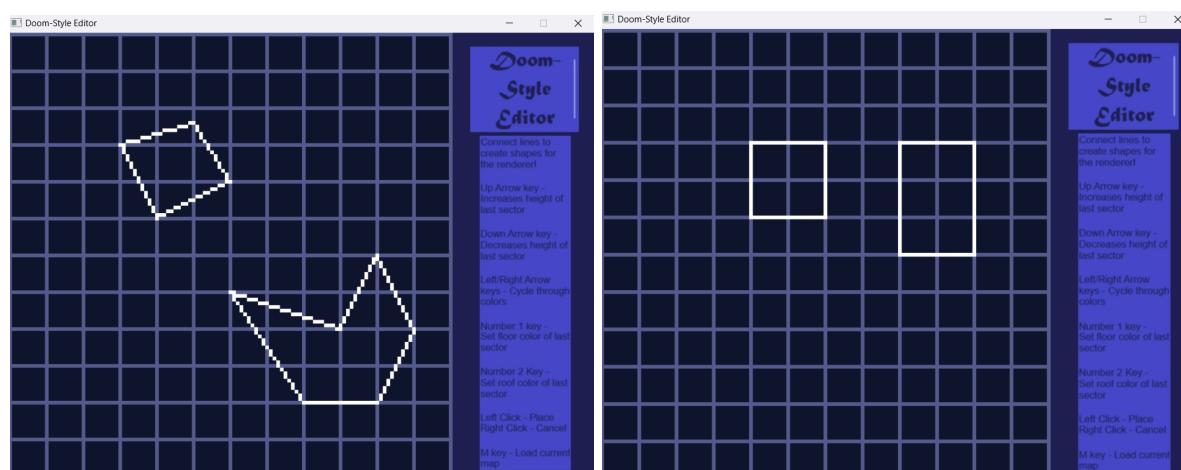 Doom-Style Editor
Doom-
Style
Editor
Connect lines to
create shapes for
the renderer!
Up Arrow key -
Increases height of
last sector
Down Arrow key -
Decreases height of
last sector
Left/Right Arrow
keys - Cycle through
colors
Number 1 key -
Set floor color of last
sector
Number 2 Key -
Set roof color of last
sector
Left Click - Place
Right Click - Cancel
M key - Load current
map
Doom-Style Editor
Doom-
Style
Editor
Connect lines to
create shapes for
the renderer!
Up Arrow key -
Increases height of
last sector
Down Arrow key -
Decreases height of
last sector
Left/Right Arrow
keys - Cycle through
colors
Number 1 key -
Set floor color of last
sector
Number 2 Key -
Set roof color of last
sector
Left Click - Place
Right Click - Cancel
M key - Load current
map